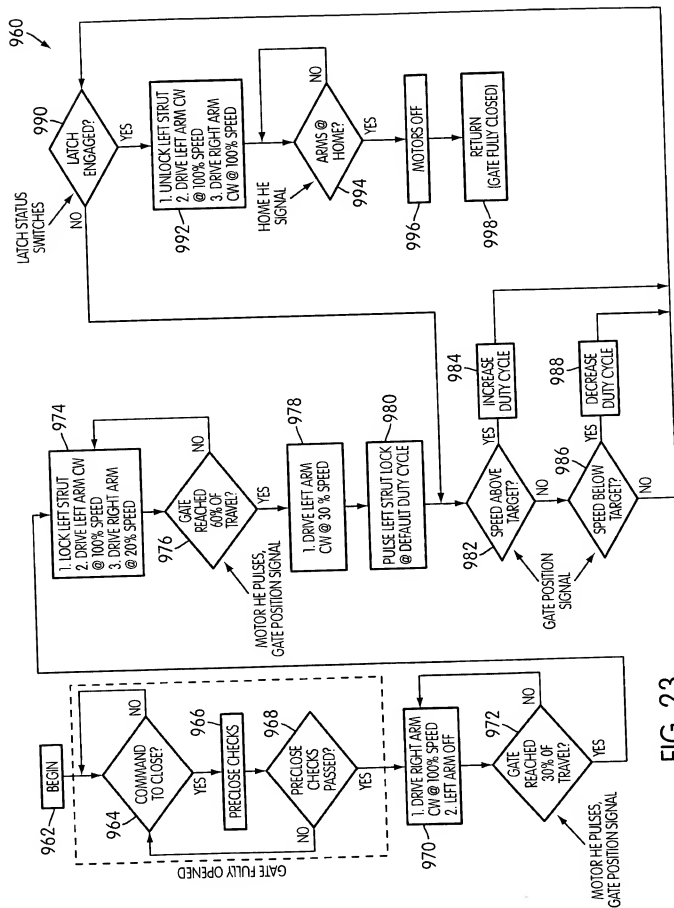 960
962
BEGIN
964
COMMAND
TO CLOSE?
NO
YES
966
PRECLOSE CHECKS
968
PRECLOSE
CHECKS
PASSED?
NO
YES
GATE FULLY OPENED
970
1. DRIVE RIGHT ARM
CW @ 100% SPEED
2. LEFT ARM OFF
972
GATE
REACHED
30% OF
TRAVEL?
NO
YES
MOTOR HE PULSES,
GATE POSITION SIGNAL
974
1. LOCK LEFT STRUT
2. DRIVE LEFT ARM CW
@ 100% SPEED
3. DRIVE RIGHT ARM
@ 20% SPEED
976
GATE
REACHED
60% OF
TRAVEL?
NO
YES
MOTOR HE PULSES,
GATE POSITION SIGNAL
978
1. DRIVE LEFT ARM
CW @ 30 % SPEED
980
PULSE LEFT STRUT LOCK
@ DEFAULT DUTY CYCLE
982
SPEED ABOVE
TARGET?
YES
NO
984
INCREASE
DUTY CYCLE
GATE POSITION
SIGNAL
986
SPEED BELOW
TARGET?
YES
NO
988
DECREASE
DUTY CYCLE
990
LATCH
ENGAGED?
NO
YES
LATCH STATUS
SWITCHES
992
1. UNLOCK LEFT STRUT
2. DRIVE LEFT ARM CW
@ 100% SPEED
3. DRIVE RIGHT ARM
CW @ 100% SPEED
994
ARMS @
HOME?
NO
YES
HOME HE
SIGNAL
996
MOTORS OFF
998
RETURN
(GATE FULLY CLOSED)
FIG. 23